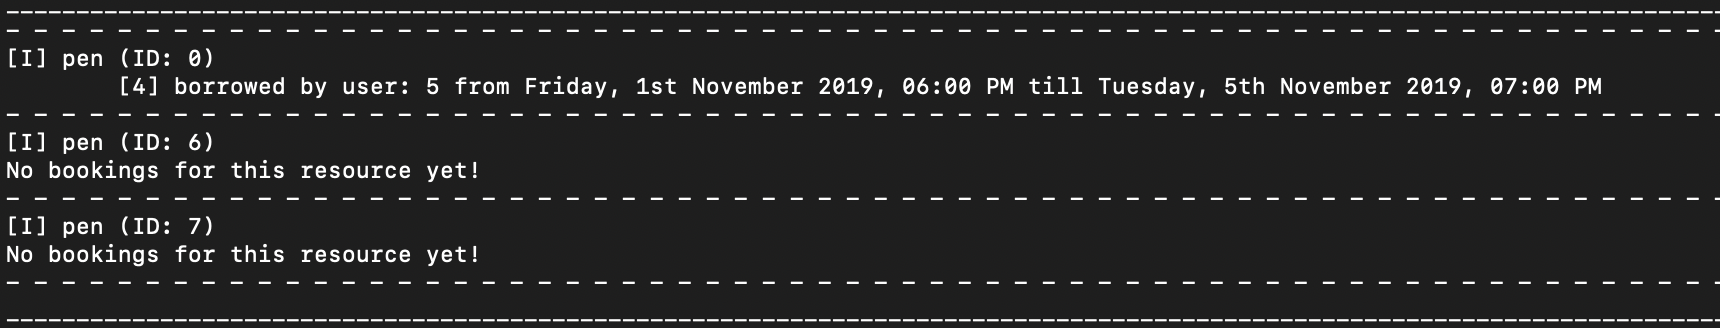 [I] pen (ID: 0)
[4] borrowed by user: 5 from Friday, 1st November 2019, 06:00 PM till Tuesday, 5th November 2019, 07:00 PM
[I] pen (ID: 6)
No bookings for this resource yet!
[I] pen (ID: 7)
No bookings for this resource yet!